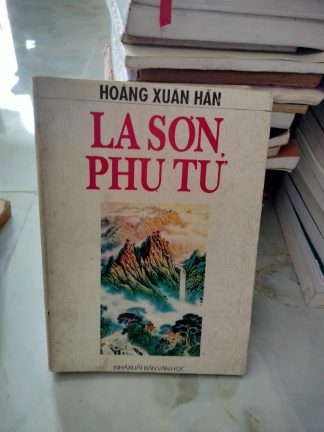 HOÀNG XUÂN HÃN
LA SƠN
PHU TỬ
NHÀ XUẤT BẢN VĂN HỌC